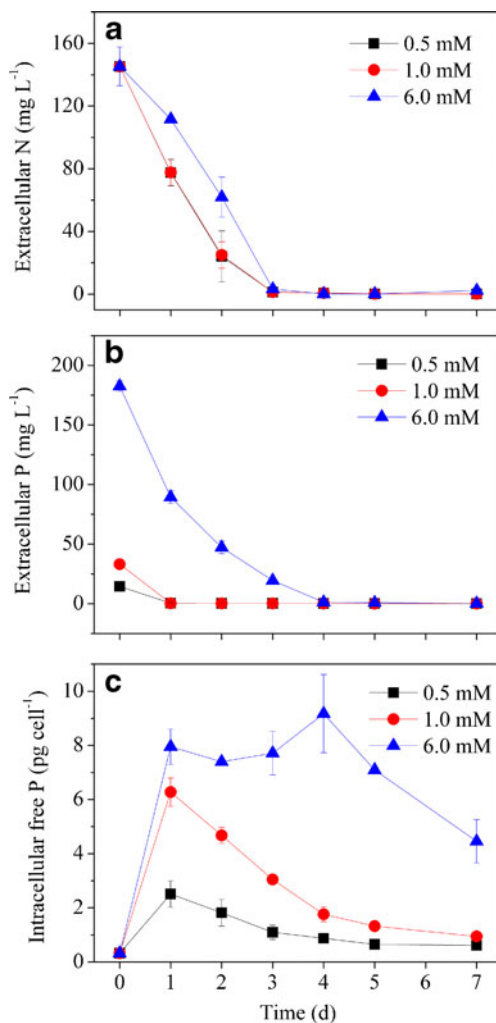 a
0.5 mM
1.0 mM
6.0 mM
160
120
80
40
0
Extracellular N (mg L⁻¹)
b
0.5 mM
1.0 mM
6.0 mM
200
150
100
50
0
Extracellular P (mg L⁻¹)
c
0.5 mM
1.0 mM
6.0 mM
10
8
6
4
2
0
Intracellular free P (pg cell⁻¹)
0 1 2 3 4 5 6 7
Time (d)